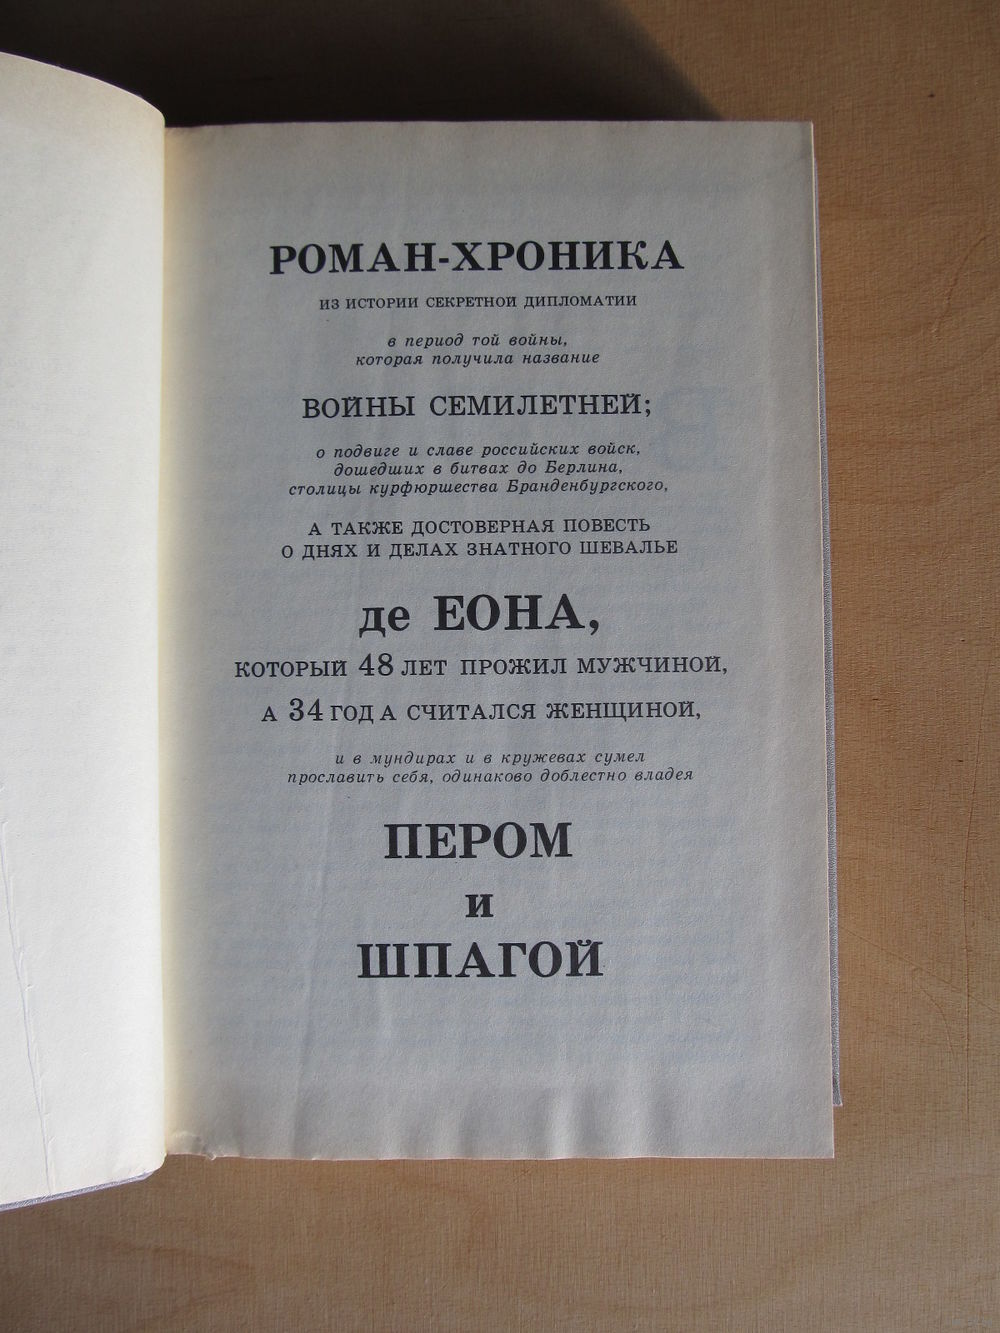 РОМАН-ХРОНИКА
ИЗ ИСТОРИИ СЕКРЕТНОЙ ДИПЛОМАТИИ
в период той войны,
которая получила название
ВОЙНЫ СЕМИЛЕТНЕЙ;
о подвиге и славе российских войск,
дошедших в битвах до Берлина,
столицы курфюршества Бранденбургского,
А ТАКЖЕ ДОСТОВЕРНАЯ ПОВЕСТЬ
О ДНЯХ И ДЕЛАХ ЗНАТНОГО ШЕВАЛЬЕ
де ЕОНА,
КОТОРЫЙ 48 ЛЕТ ПРОЖИЛ МУЖЧИНОЙ,
А 34 ГОДА СЧИТАЛСЯ ЖЕНЩИНОЙ,
и в мундирах и в кружевах сумел
прославить себя, одинаково доблестно владея
ПЕРОМ
и
ШПАГОЙ